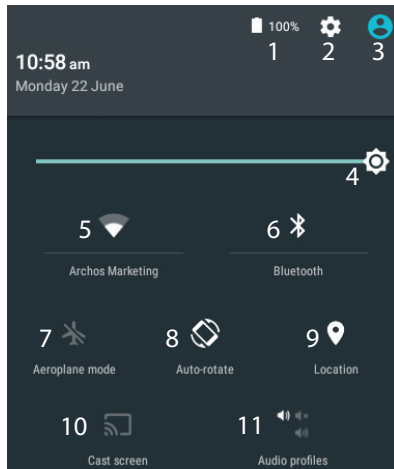 100%
1 2 3
10:58 am
Monday 22 June
4
5 6
Archos Marketing Bluetooth
7 8 9
Aeroplane mode Auto-rotate Location
10 11
Cast screen Audio profiles